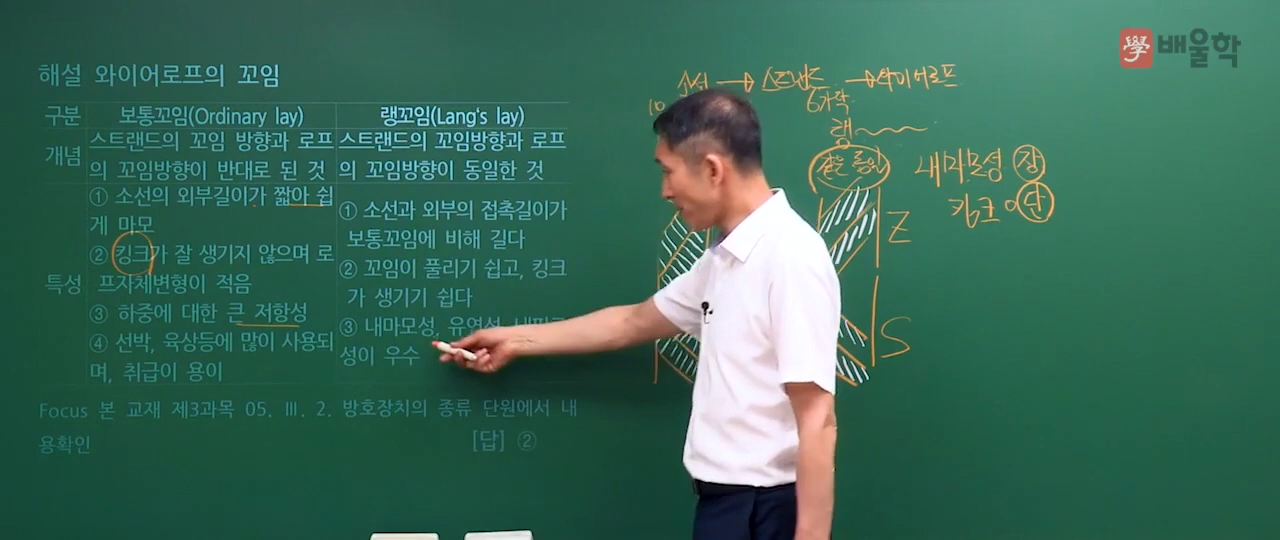 學 배울학
해설 와이어로프의 꼬임
구분 보통꼬임(Ordinary lay) 랭꼬임(Lang's lay)
개념
스트랜드의 꼬임 방향과 로프
의 꼬임방향이 반대로 된 것
스트랜드의 꼬임방향과 로프
의 꼬임방향이 동일한 것
특성
① 소선의 외부길이가 짧아 쉽
게 마모
② 킹크가 잘 생기지 않으며 로
프자체변형이 적음
③ 하중에 대한 큰 저항성
④ 선박, 육상등에 많이 사용되
며, 취급이 용이
① 소선과 외부의 접촉길이가
보통꼬임에 비해 길다
② 꼬임이 풀리기 쉽고, 킹크
가 생기기 쉽다
③ 내마모성, 유연성,
성이 우수
Focus 본 교재 제3과목 05. Ⅲ. 2. 방호장치의 종류 단원에서 내
용확인
[답] ②
소선 → 스트랜드 → 와이어로프
6가닥
랭
내마모성 장
킹크 단
Z
S